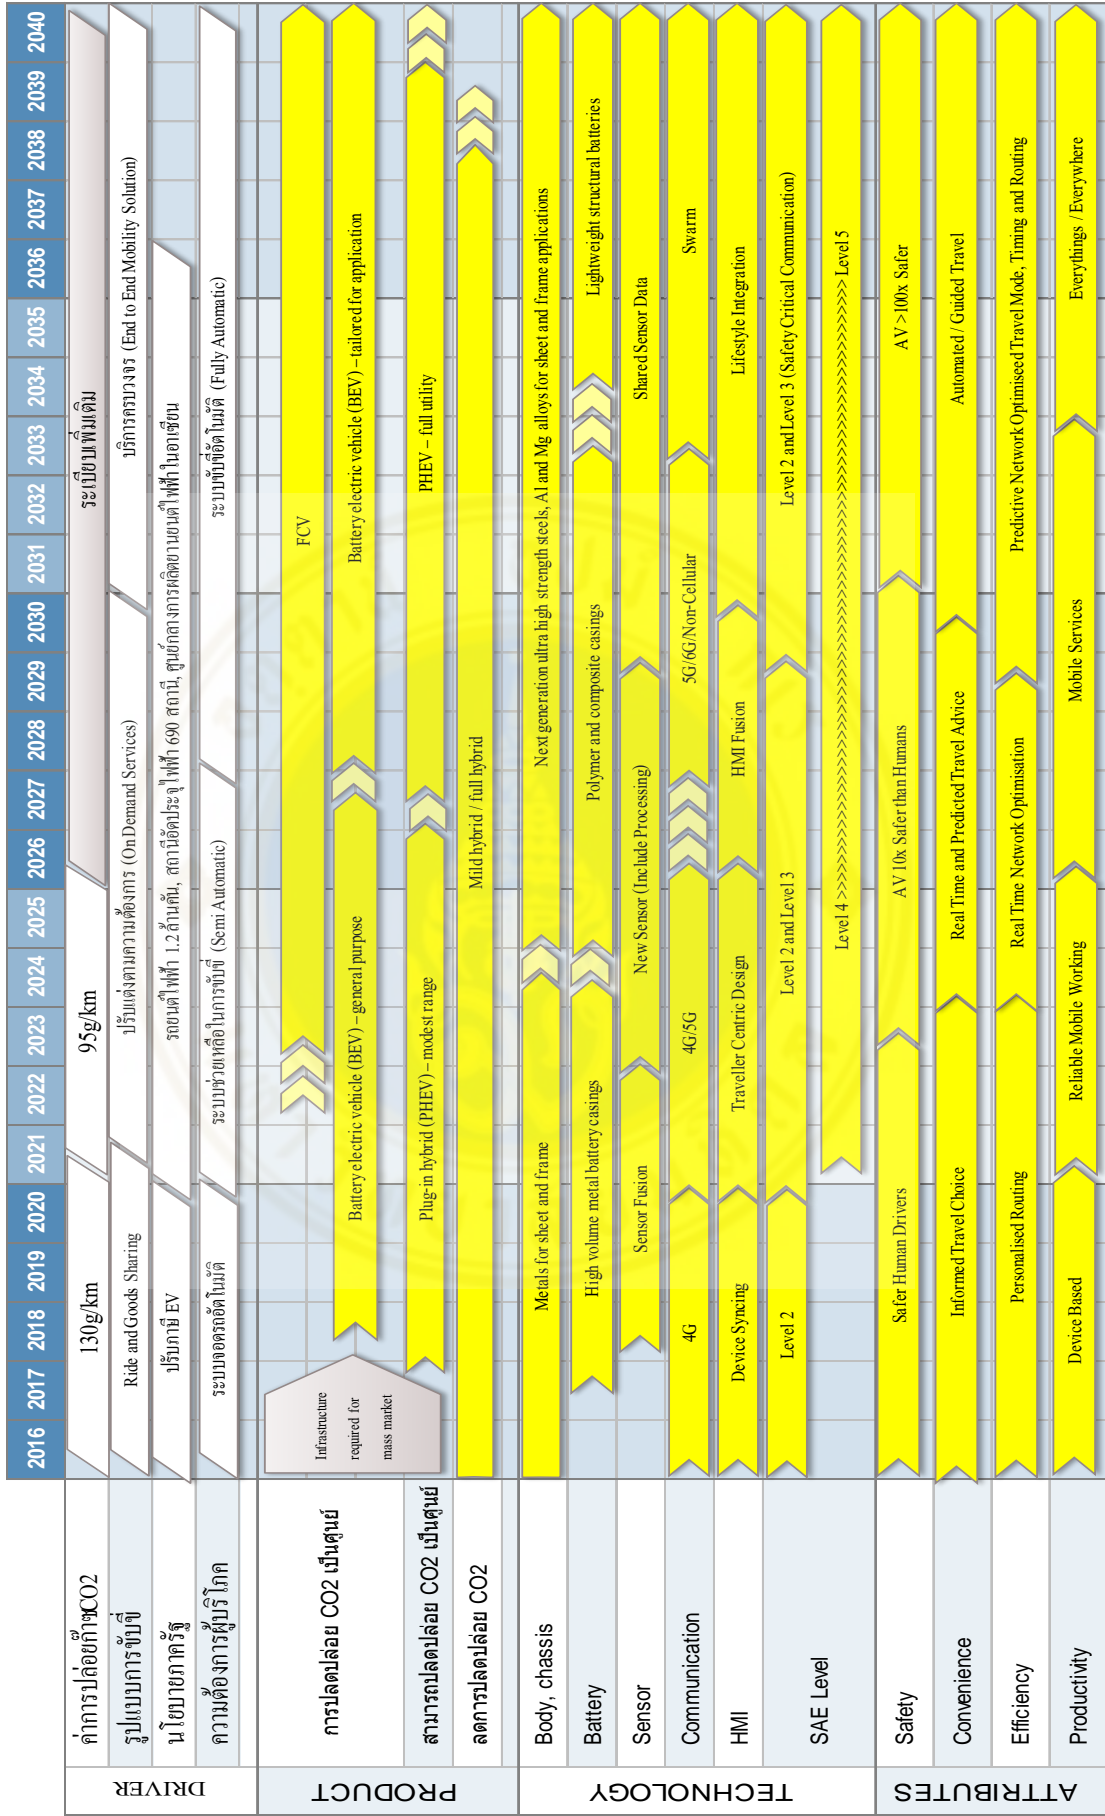 2016 2017 2018 2019 2020 2021 2022 2023 2024 2025 2026 2027 2028 2029 2030 2031 2032 2033 2034 2035 2036 2037 2038 2039 2040
DRIVER
ค่าการปล่อยก๊าซCO2
130g/km
95g/km
ระเบียบเพิ่มเติม
รูปแบบการขับขี่
Ride and Goods Sharing
ปรับแต่งตามความต้องการ (On Demand Services)
บริการครบวงจร (End to End Mobility Solution)
นโยบายภาครัฐ
ปรับภาษี EV
รถยนต์ไฟฟ้า 1.2 ล้านคัน, สถานีอัดประจุไฟฟ้า 690 สถานี, ศูนย์กลางการผลิตยานยนต์ไฟฟ้าในอาเซียน
ความต้องการผู้บริโภค
ระบบจอดรถอัตโนมัติ
ระบบช่วยเหลือในการขับขี่ (Semi Automatic)
ระบบขับขี่อัตโนมัติ (Fully Automatic)
PRODUCT
การปลดปล่อย CO2 เป็นศูนย์
Infrastructure
required for
mass market
FCV
Battery electric vehicle (BEV) – general purpose
Battery electric vehicle (BEV) – tailored for application
สามารถปลดปล่อย CO2 เป็นศูนย์
Plug-in hybrid (PHEV) – modest range
PHEV – full utility
ลดการปลดปล่อย CO2
Mild hybrid / full hybrid
TECHNOLOGY
Body, chassis
Metals for sheet and frame
Next generation ultra high strength steels, Al and Mg alloys for sheet and frame applications
Battery
High volume metal battery casings
Polymer and composite casings
Lightweight structural batteries
Sensor
Sensor Fusion
New Sensor (Include Processing)
Shared Sensor Data
Communication
4G
4G/5G
5G/6G/Non-Cellular
Swarm
HMI
Device Syncing
Traveller Centric Design
HMI Fusion
Lifestyle Integration
SAE Level
Level 2
Level 2 and Level 3
Level 2 and Level 3 (Safety Critical Communication)
Level 4 >>>>>>>>>>>>>>>>>>>>>>>>>>>>>>>>>>>>>>>>>>>>>>>>>>>>>>>>>>>> Level 5
ATTRIBUTES
Safety
Safer Human Drivers
AV 10x Safer than Humans
AV >100x Safer
Convenience
Informed Travel Choice
Real Time and Predicted Travel Advice
Automated / Guided Travel
Efficiency
Personalised Routing
Real Time Network Optimisation
Predictive Network Optimiseed Travel Mode, Timing and Routing
Productivity
Device Based
Reliable Mobile Working
Mobile Services
Everythings / Everywhere